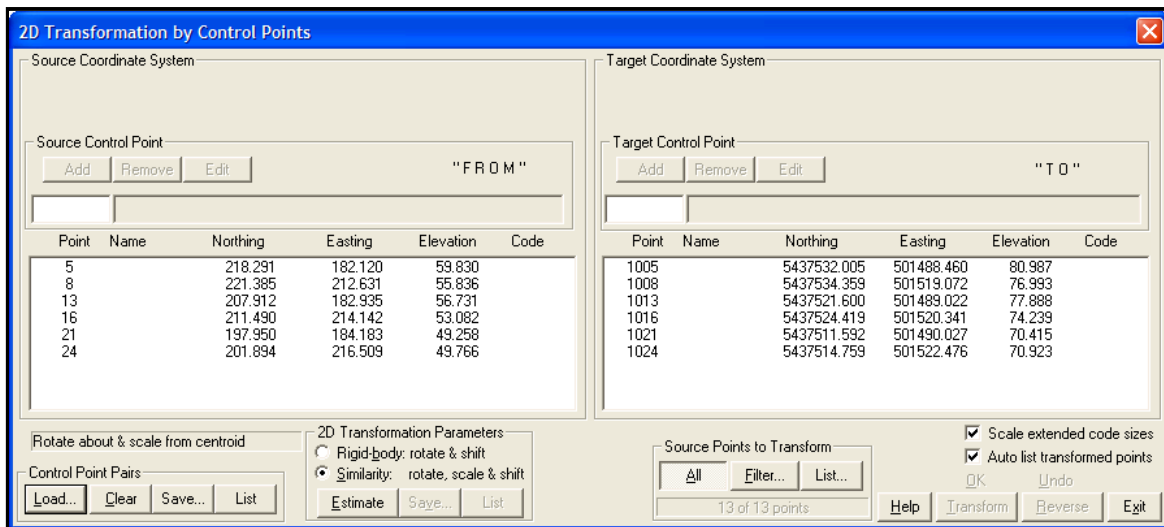 2D Transformation by Control Points
Source Coordinate System
Source Control Point
Add Remove Edit "F R O M"
Point Name Northing Easting Elevation Code
5 218.291 182.120 59.830
8 221.385 212.631 55.836
13 207.912 182.935 56.731
16 211.490 214.142 53.082
21 197.950 184.183 49.258
24 201.894 216.509 49.766
Target Coordinate System
Target Control Point
Add Remove Edit "T O"
Point Name Northing Easting Elevation Code
1005 5437532.005 501488.460 80.987
1008 5437534.359 501519.072 76.993
1013 5437521.600 501489.022 77.888
1016 5437524.419 501520.341 74.239
1021 5437511.592 501490.027 70.415
1024 5437514.759 501522.476 70.923
Rotate about & scale from centroid
Control Point Pairs
Load... Clear Save... List
2D Transformation Parameters
Rigid-body: rotate & shift
Similarity: rotate, scale & shift
Estimate Save... List
Source Points to Transform
All Filter... List...
13 of 13 points
Scale extended code sizes
Auto list transformed points
OK Undo
Help Transform Reverse Exit